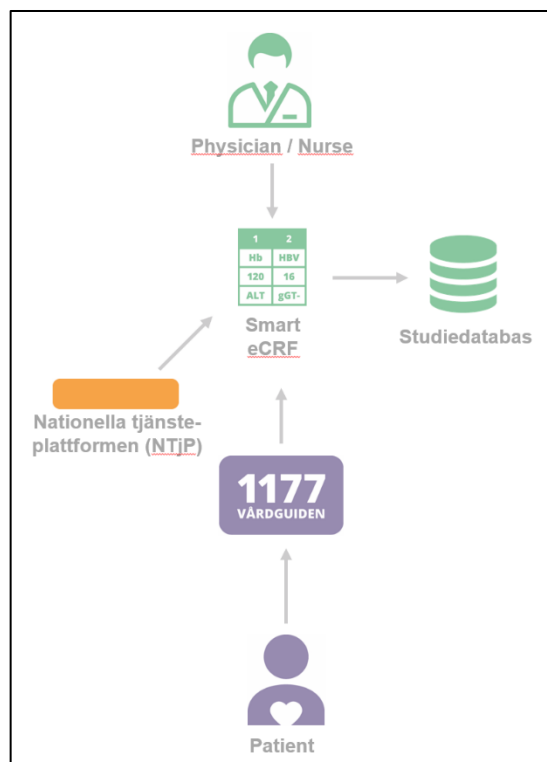 Physician / Nurse
1 2
Hb HBV
120 16
ALT gGT-
Smart
eCRF
Studiedatabas
Nationella tjänste-
plattformen (NTjP)
1177
VÅRDGUIDEN
Patient